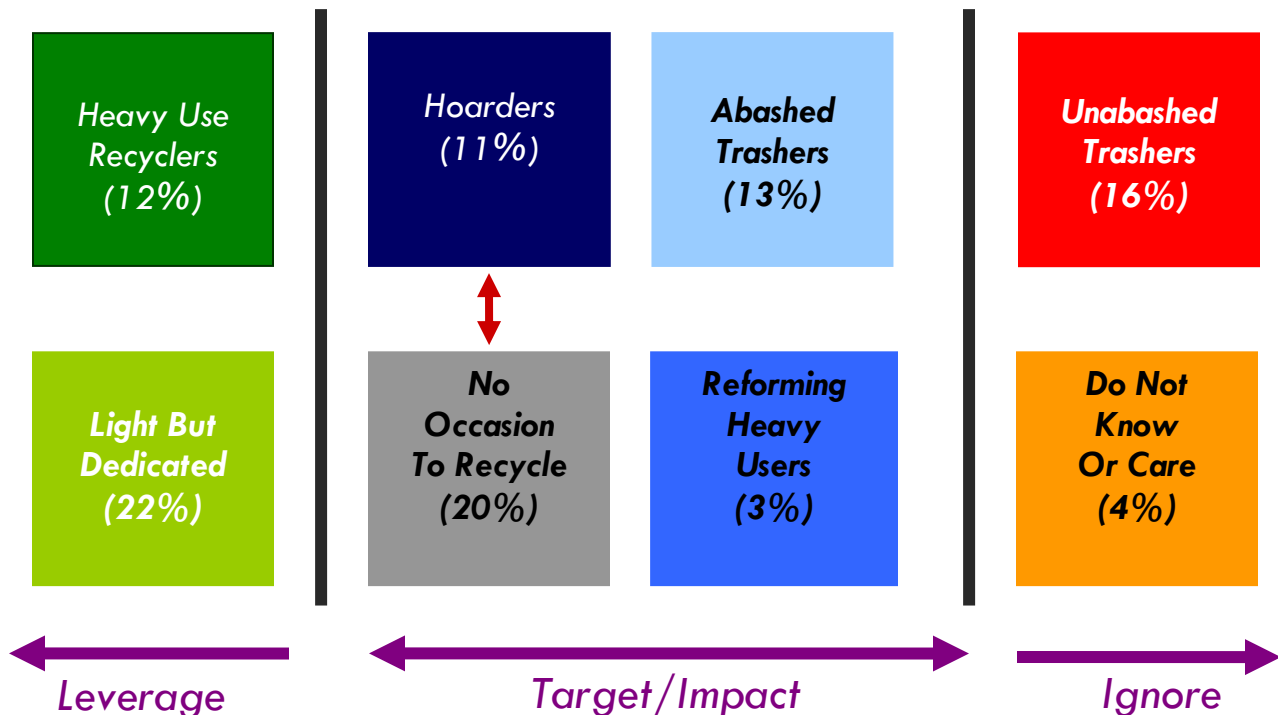 Heavy Use
Recyclers
(12%)
Hoarders
(11%)
Abashed
Trashers
(13%)
Unabashed
Trashers
(16%)
Light But
Dedicated
(22%)
No
Occasion
To Recycle
(20%)
Reforming
Heavy
Users
(3%)
Do Not
Know
Or Care
(4%)
Leverage
Target/Impact
Ignore